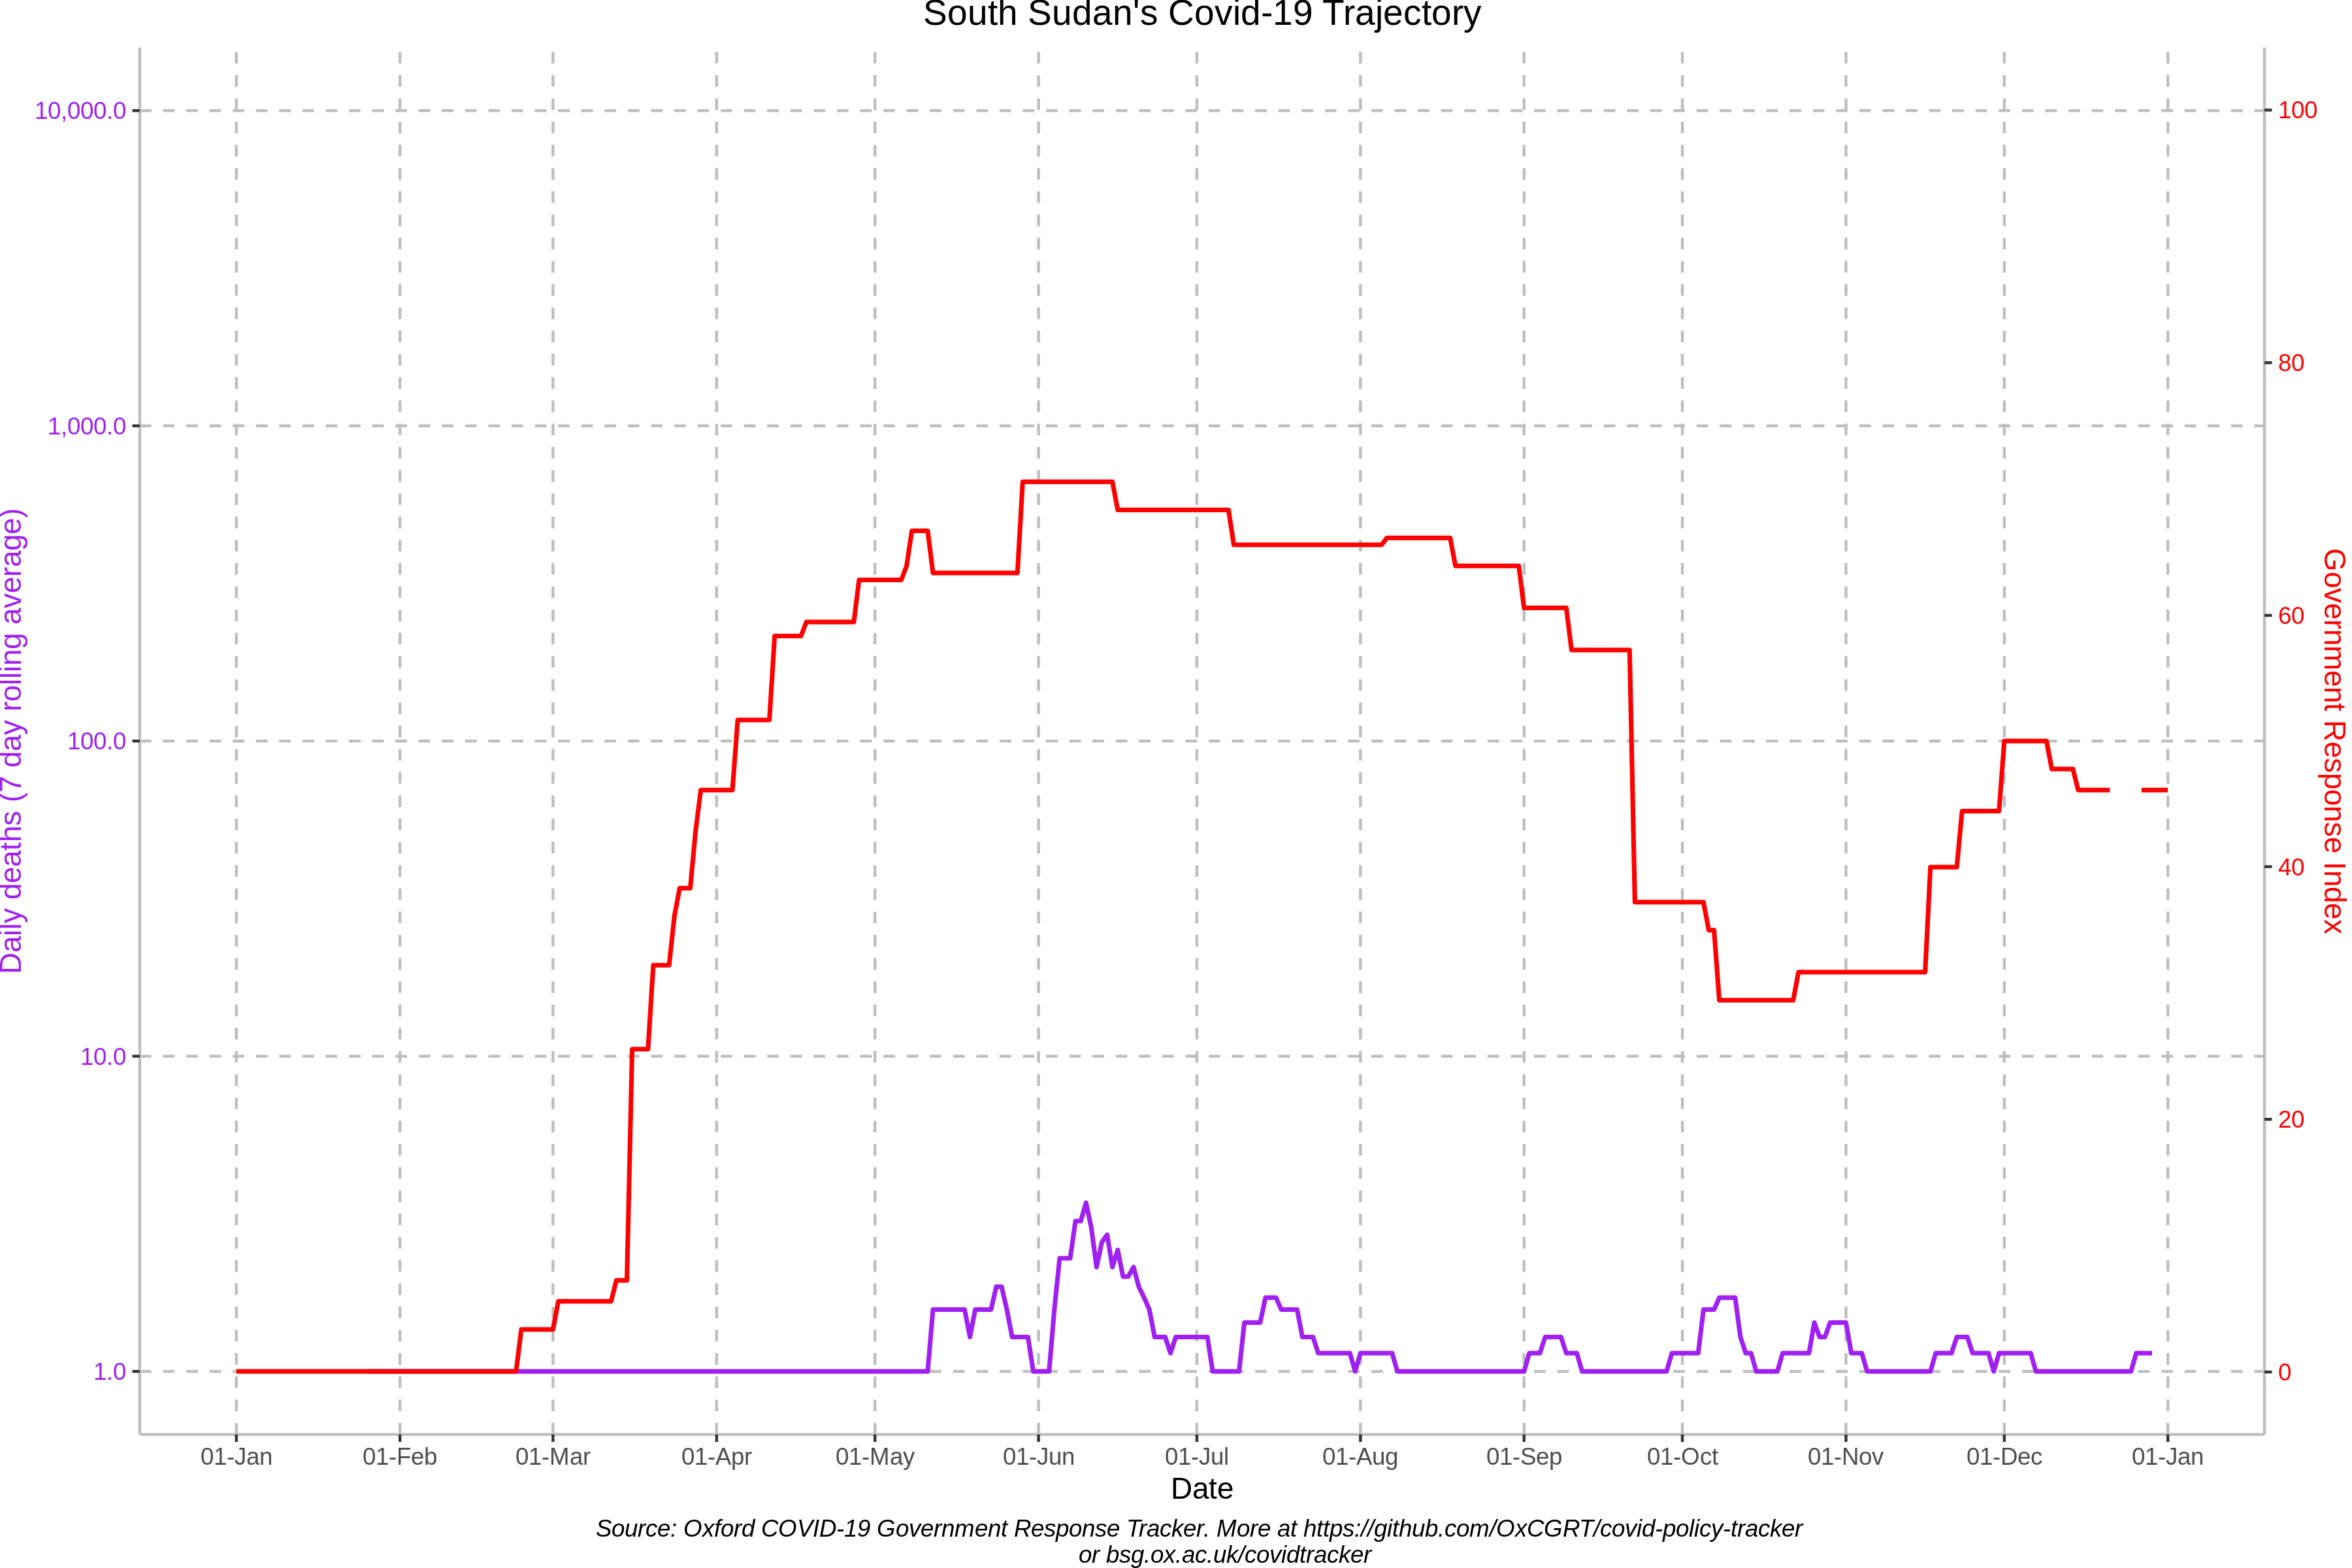 South Sudan's Covid-19 Trajectory
10,000.0
1,000.0
100.0
10.0
1.0
Daily deaths (7 day rolling average)
100
80
60
40
20
0
Government Response Index
01-Jan 01-Feb 01-Mar 01-Apr 01-May 01-Jun 01-Jul 01-Aug 01-Sep 01-Oct 01-Nov 01-Dec 01-Jan
Date
Source: Oxford COVID-19 Government Response Tracker. More at https://github.com/OxCGRT/covid-policy-tracker
or bsg.ox.ac.uk/covidtracker